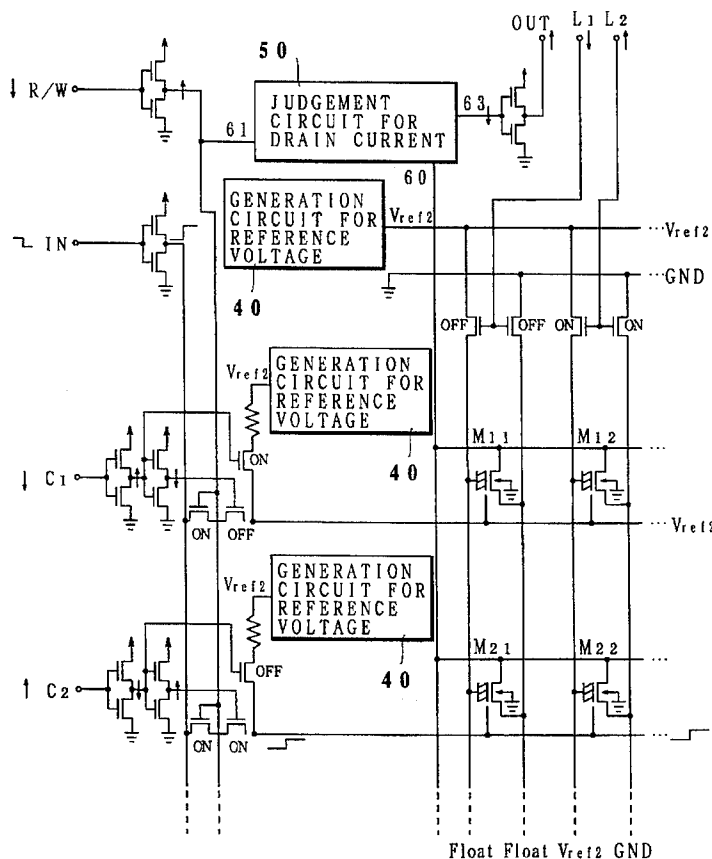 OUT L1 L2
50
R/W
61
JUDGEMENT
CIRCUIT FOR
DRAIN CURRENT
63
60
GENERATION
CIRCUIT FOR
REFERENCE
VOLTAGE
Vref2
Vref2
IN
40
GND
OFF OFF ON ON
Vref2
GENERATION
CIRCUIT FOR
REFERENCE
VOLTAGE
ON
40
M11 M12
C1
ON OFF
Vref2
Vref2
GENERATION
CIRCUIT FOR
REFERENCE
VOLTAGE
OFF
40
M21 M22
C2
ON ON
Float Float Vref2 GND